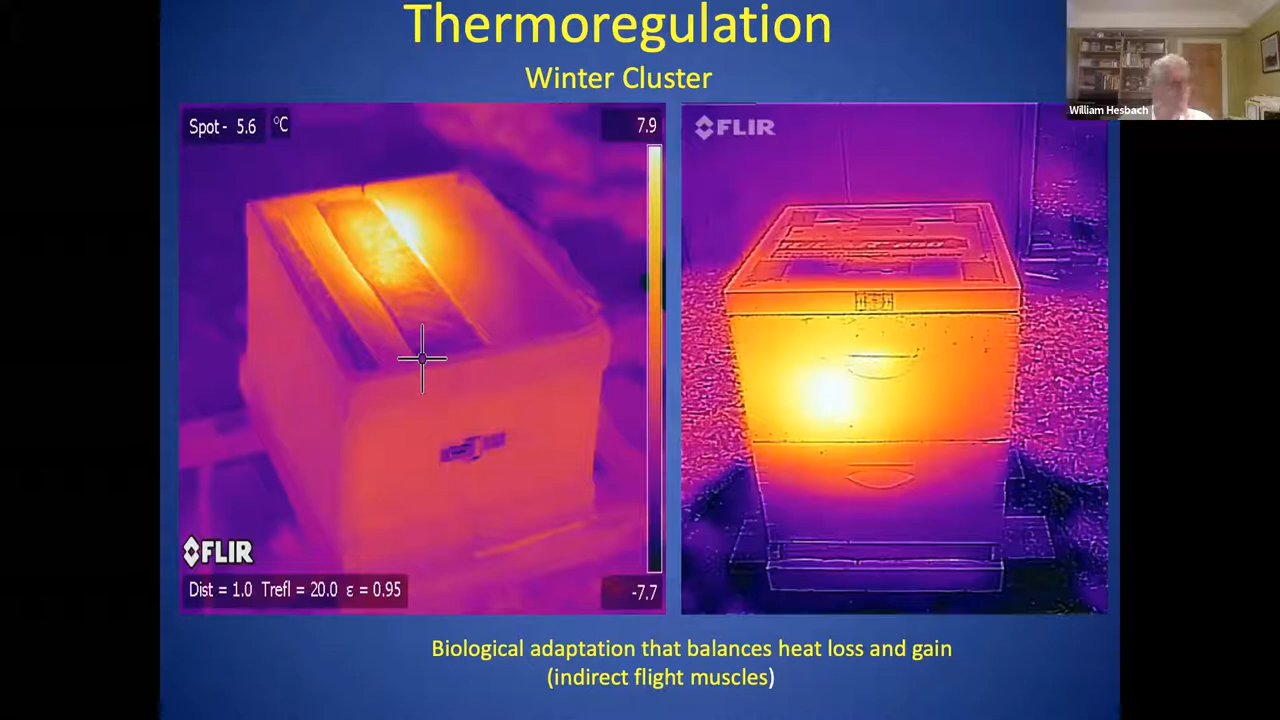 Thermoregulation
Winter Cluster
William Hesbach
Spot - 5.6 °C
7.9
FLIR
FLIR
Dist = 1.0 Trefl = 20.0 ε = 0.95
-7.7
Biological adaptation that balances heat loss and gain
(indirect flight muscles)